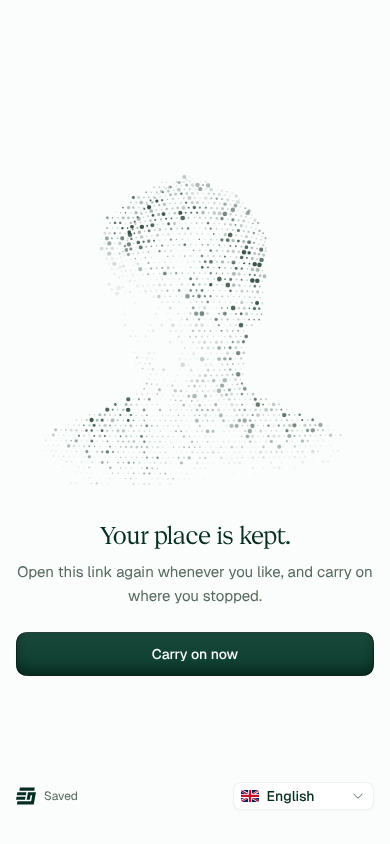 Your place is kept.
Open this link again whenever you like, and carry on
where you stopped.
Carry on now
Saved
English